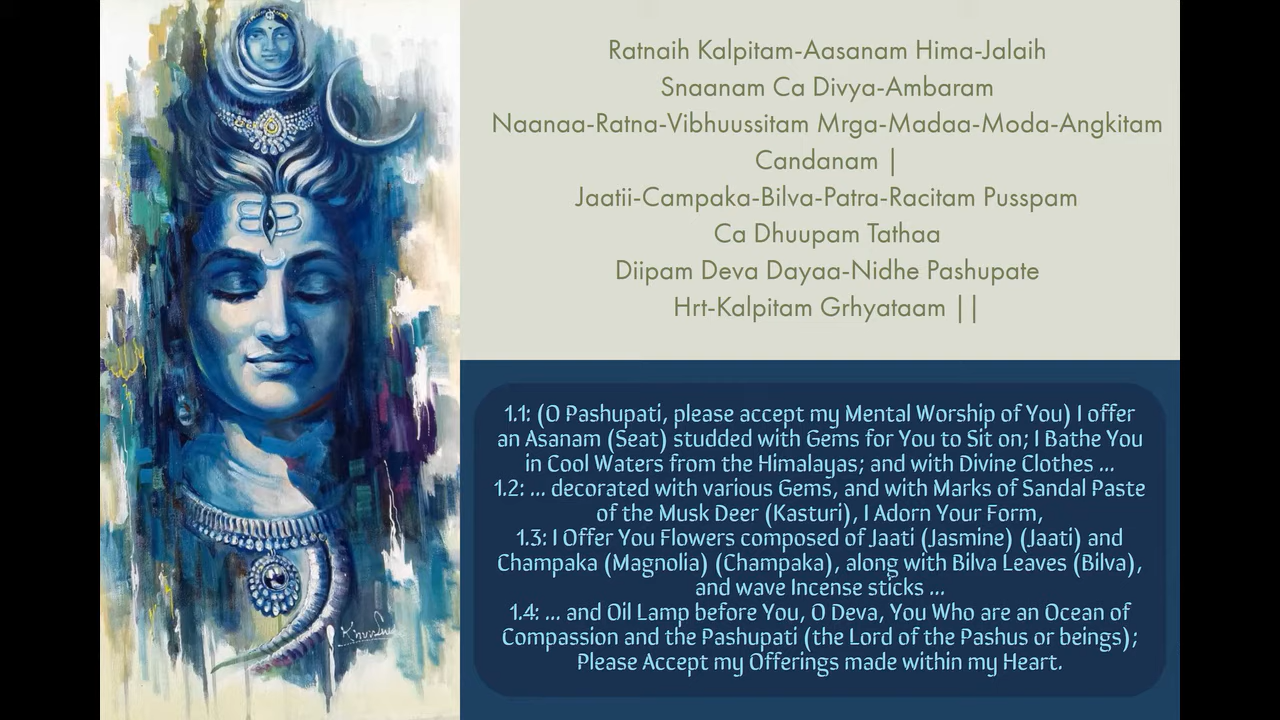 Ratnaih Kalpitam-Aasanam Hima-Jalaih
Snaanam Ca Divya-Ambaram
Naanaa-Ratna-Vibhuussitam Mrga-Madaa-Moda-Angkitam
Candanam |
Jaatii-Campaka-Bilva-Patra-Racitam Pusspam
Ca Dhuupam Tathaa
Diipam Deva Dayaa-Nidhe Pashupate
Hrt-Kalpitam Grhyataam ||
1.1: (O Pashupati, please accept my Mental Worship of You) I offer
an Asanam (Seat) studded with Gems for You to Sit on; I Bathe You
in Cool Waters from the Himalayas; and with Divine Clothes ...
1.2: ... decorated with various Gems, and with Marks of Sandal Paste
of the Musk Deer (Kasturi), I Adorn Your Form,
1.3: I Offer You Flowers composed of Jaati (Jasmine) (Jaati) and
Champaka (Magnolia) (Champaka), along with Bilva Leaves (Bilva),
and wave Incense sticks ...
1.4: ... and Oil Lamp before You, O Deva, You Who are an Ocean of
Compassion and the Pashupati (the Lord of the Pashus or beings);
Please Accept my Offerings made within my Heart.